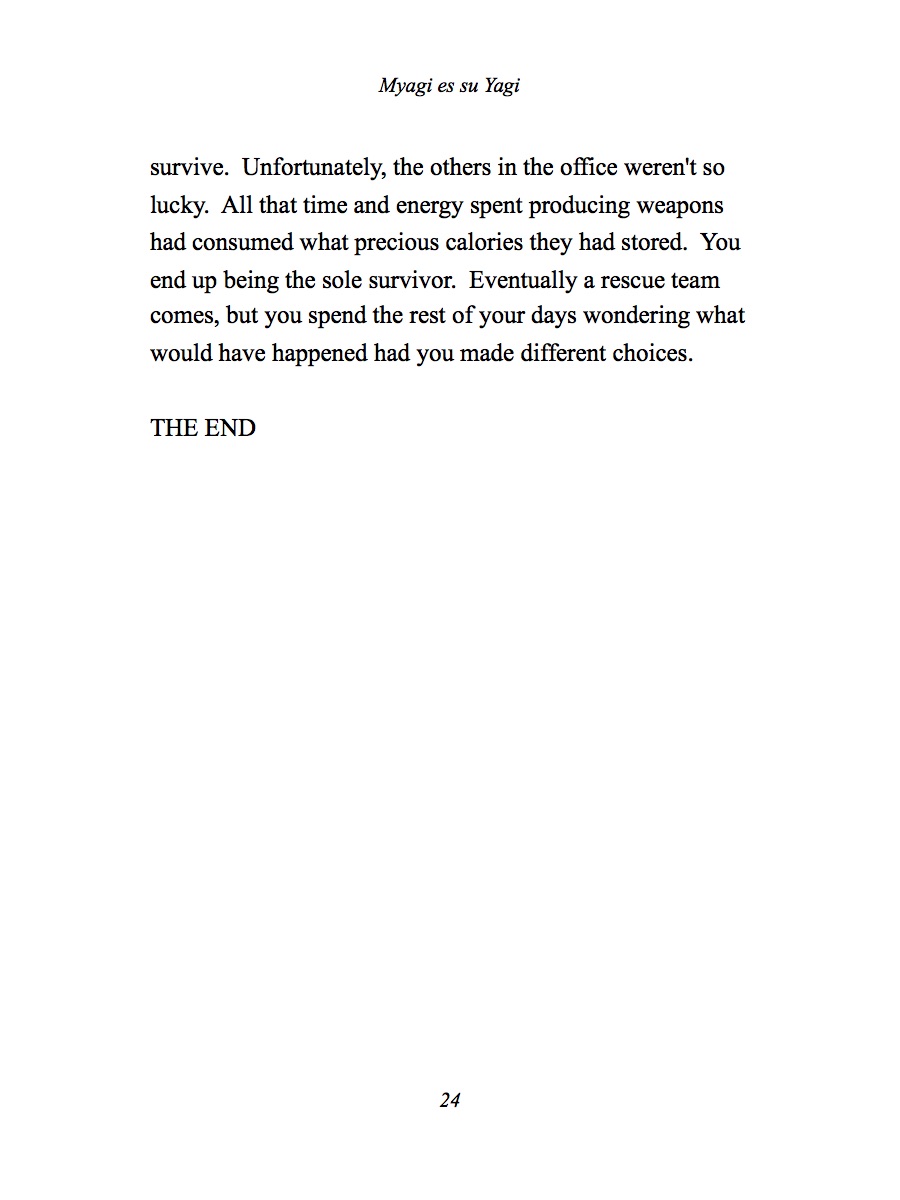 Myagi es su Yagi
survive.  Unfortunately, the others in the office weren't so
lucky.  All that time and energy spent producing weapons
had consumed what precious calories they had stored.  You
end up being the sole survivor.  Eventually a rescue team
comes, but you spend the rest of your days wondering what
would have happened had you made different choices.
THE END
24